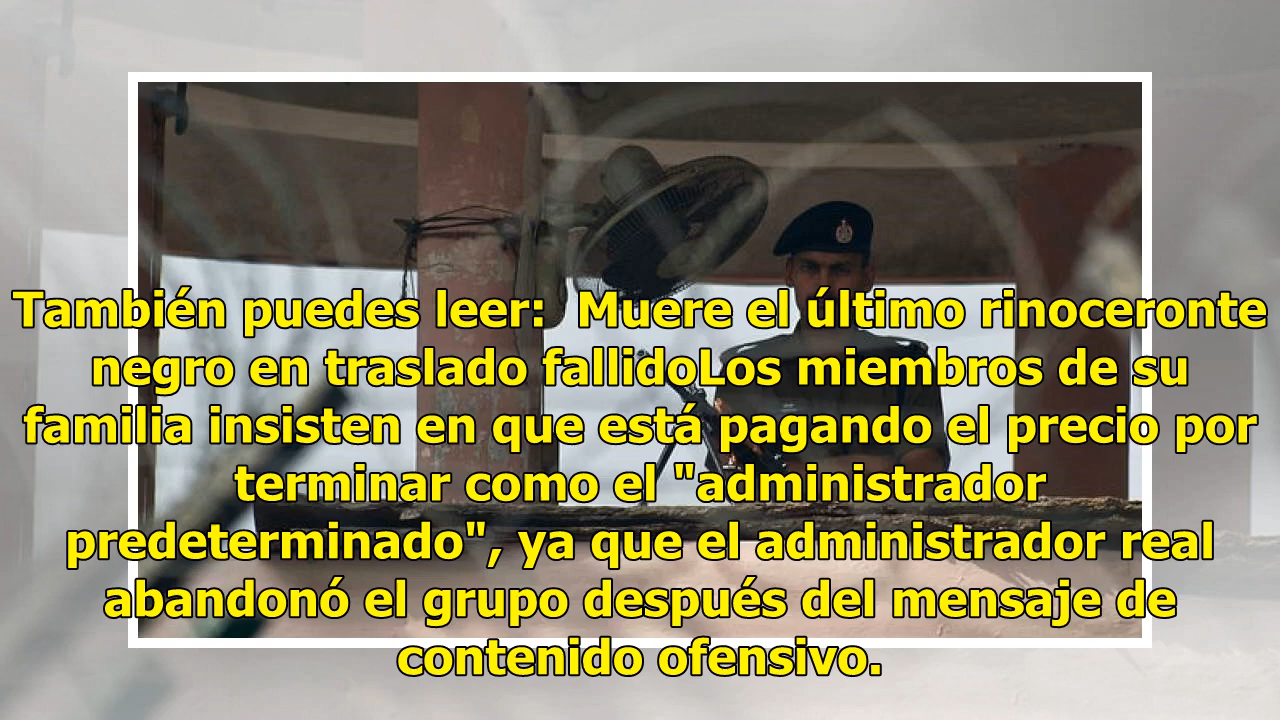 También puedes leer:  Muere el último rinoceronte
negro en traslado fallidoLos miembros de su
familia insisten en que está pagando el precio por
terminar como el "administrador
predeterminado", ya que el administrador real
abandonó el grupo después del mensaje de
contenido ofensivo.